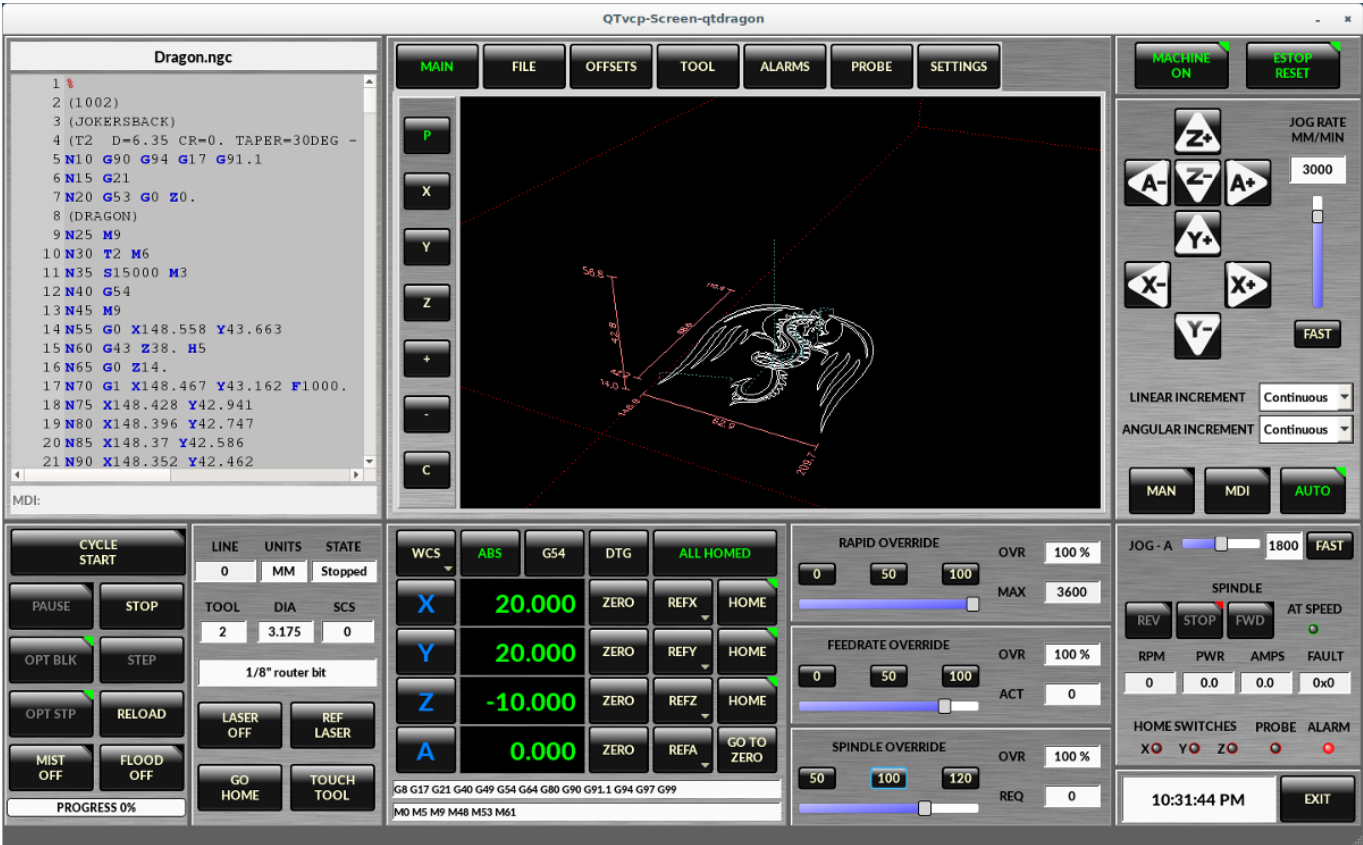 QTvcp-Screen-qtdragon
Dragon.ngc
1 %
2 (1002)
3 (JOKERSBACK)
4 (T2 D=6.35 CR=0. TAPER=30DEG -
5 N10 G90 G94 G17 G91.1
6 N15 G21
7 N20 G53 G0 Z0.
8 (DRAGON)
9 N25 M9
10 N30 T2 M6
11 N35 S15000 M3
12 N40 G54
13 N45 M9
14 N55 G0 X148.558 Y43.663
15 N60 G43 Z38. H5
16 N65 G0 Z14.
17 N70 G1 X148.467 Y43.162 F1000.
18 N75 X148.428 Y42.941
19 N80 X148.396 Y42.747
20 N85 X148.37 Y42.586
21 N90 X148.352 Y42.462
MDI:
MAIN FILE OFFSETS TOOL ALARMS PROBE SETTINGS
P
X
Y
Z
+
-
C
56.8
42.8
14.0
146.9
62.9
209.7
MACHINE
ON
ESTOP
RESET
Z+
JOG RATE
MM/MIN
A- Z- A+
3000
Y+
X- X+
Y-
FAST
LINEAR INCREMENT Continuous
ANGULAR INCREMENT Continuous
MAN MDI AUTO
CYCLE
START
PAUSE STOP
OPT BLK STEP
OPT STP RELOAD
MIST
OFF
FLOOD
OFF
PROGRESS 0%
LINE UNITS STATE
0 MM Stopped
TOOL DIA SCS
2 3.175 0
1/8" router bit
LASER
OFF
REF
LASER
GO
HOME
TOUCH
TOOL
WCS ABS G54 DTG ALL HOMED
X 20.000 ZERO REFX HOME
Y 20.000 ZERO REFY HOME
Z -10.000 ZERO REFZ HOME
A 0.000 ZERO REFA GO TO
ZERO
G8 G17 G21 G40 G49 G54 G64 G80 G90 G91.1 G94 G97 G99
M0 M5 M9 M48 M53 M61
RAPID OVERRIDE
OVR 100 %
0 50 100
MAX 3600
FEEDRATE OVERRIDE
OVR 100 %
0 50 100
ACT 0
SPINDLE OVERRIDE
OVR 100 %
50 100 120
REQ 0
JOG - A 1800 FAST
SPINDLE
REV STOP FWD
AT SPEED
RPM PWR AMPS FAULT
0 0.0 0.0 0x0
HOME SWITCHES PROBE ALARM
X Y Z
10:31:44 PM EXIT